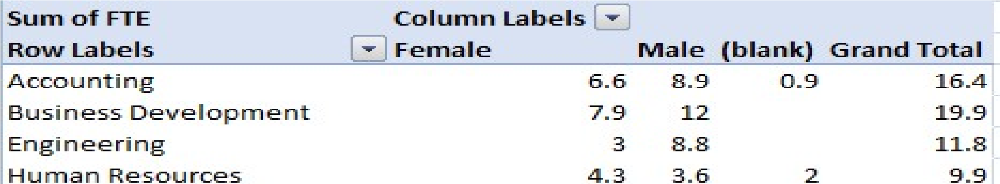 Sum of FTE Column Labels
Row Labels Female Male (blank) Grand Total
Accounting 6.6 8.9 0.9 16.4
Business Development 7.9 12 19.9
Engineering 3 8.8 11.8
Human Resources 4.3 3.6 2 9.9